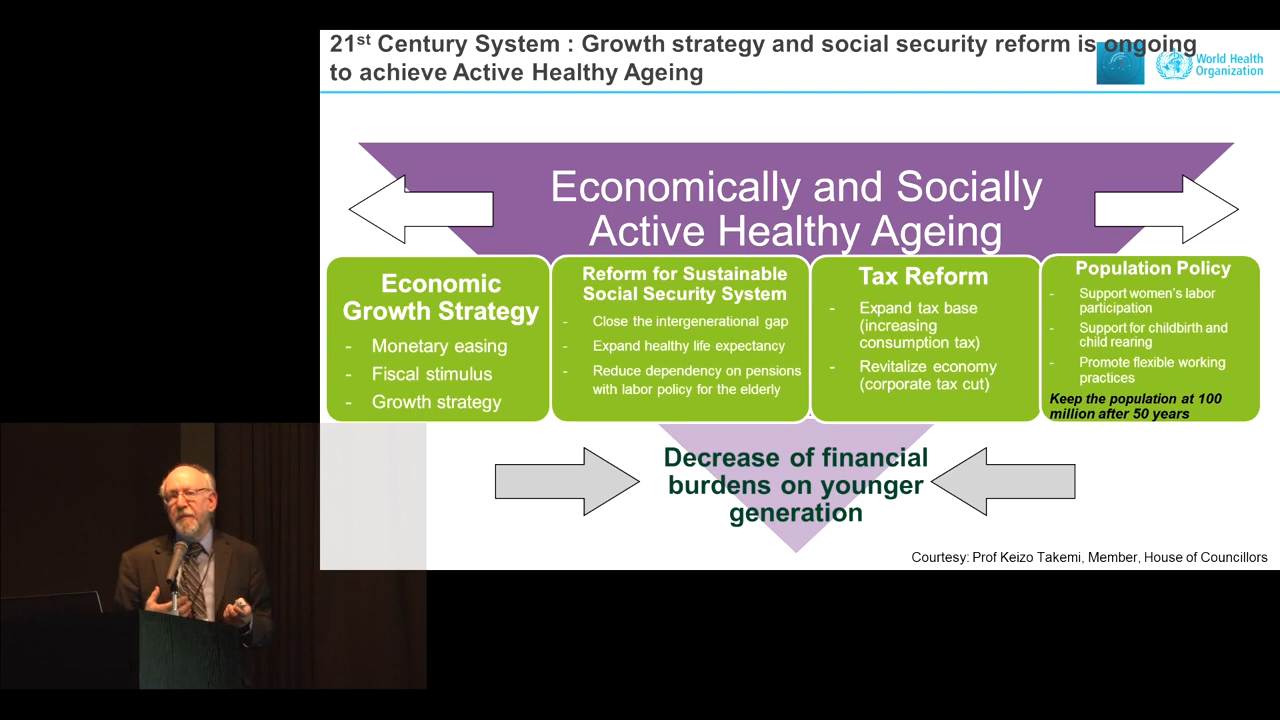 21st Century System : Growth strategy and social security reform is ongoing
to achieve Active Healthy Ageing
World Health
Organization
Economically and Socially
Active Healthy Ageing
Economic
Growth Strategy
- Monetary easing
- Fiscal stimulus
- Growth strategy
Reform for Sustainable
Social Security System
- Close the intergenerational gap
- Expand healthy life expectancy
- Reduce dependency on pensions
with labor policy for the elderly
Tax Reform
- Expand tax base
(increasing
consumption tax)
- Revitalize economy
(corporate tax cut)
Population Policy
- Support women's labor
participation
- Support for childbirth and
child rearing
- Promote flexible working
practices
Keep the population at 100
million after 50 years
Decrease of financial
burdens on younger
generation
Courtesy: Prof Keizo Takemi, Member, House of Councillors